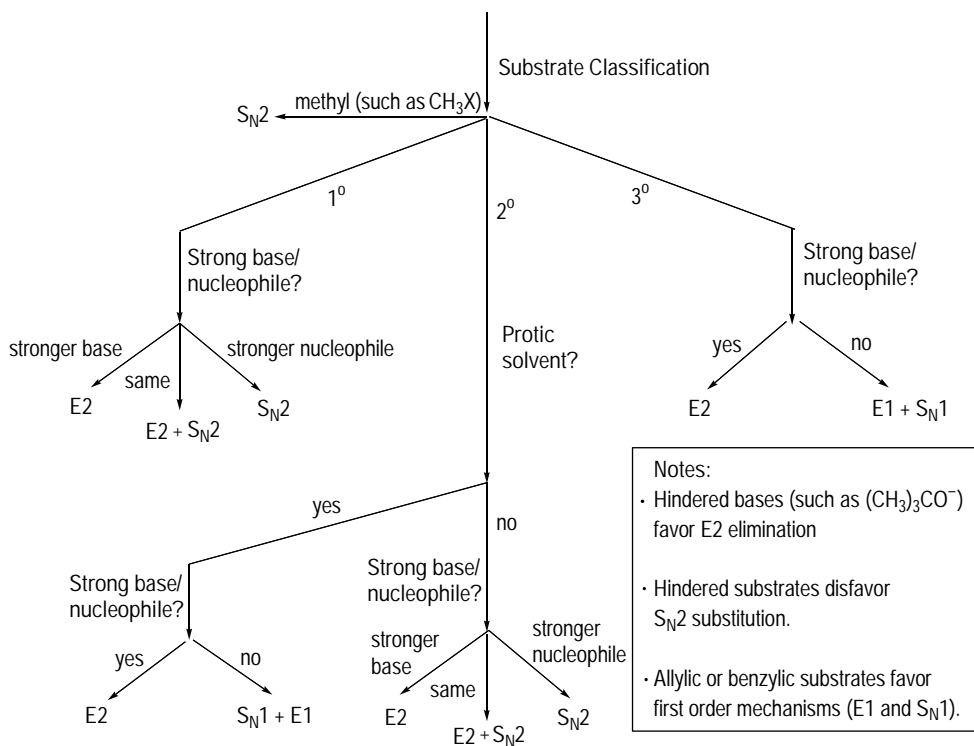 Substrate Classification
methyl (such as CH₃X)
Sₙ2
1°
2°
3°
Strong base/
nucleophile?
stronger base
same
stronger nucleophile
E2
E2 + Sₙ2
Sₙ2
Protic
solvent?
Strong base/
nucleophile?
yes
no
E2
E1 + Sₙ1
yes
no
Strong base/
nucleophile?
yes
no
E2
Sₙ1 + E1
Strong base/
nucleophile?
stronger
base
same
stronger
nucleophile
E2
E2 + Sₙ2
Sₙ2
Notes:
· Hindered bases (such as (CH₃)₃CO⁻)
favor E2 elimination
· Hindered substrates disfavor
Sₙ2 substitution.
· Allylic or benzylic substrates favor
first order mechanisms (E1 and Sₙ1).